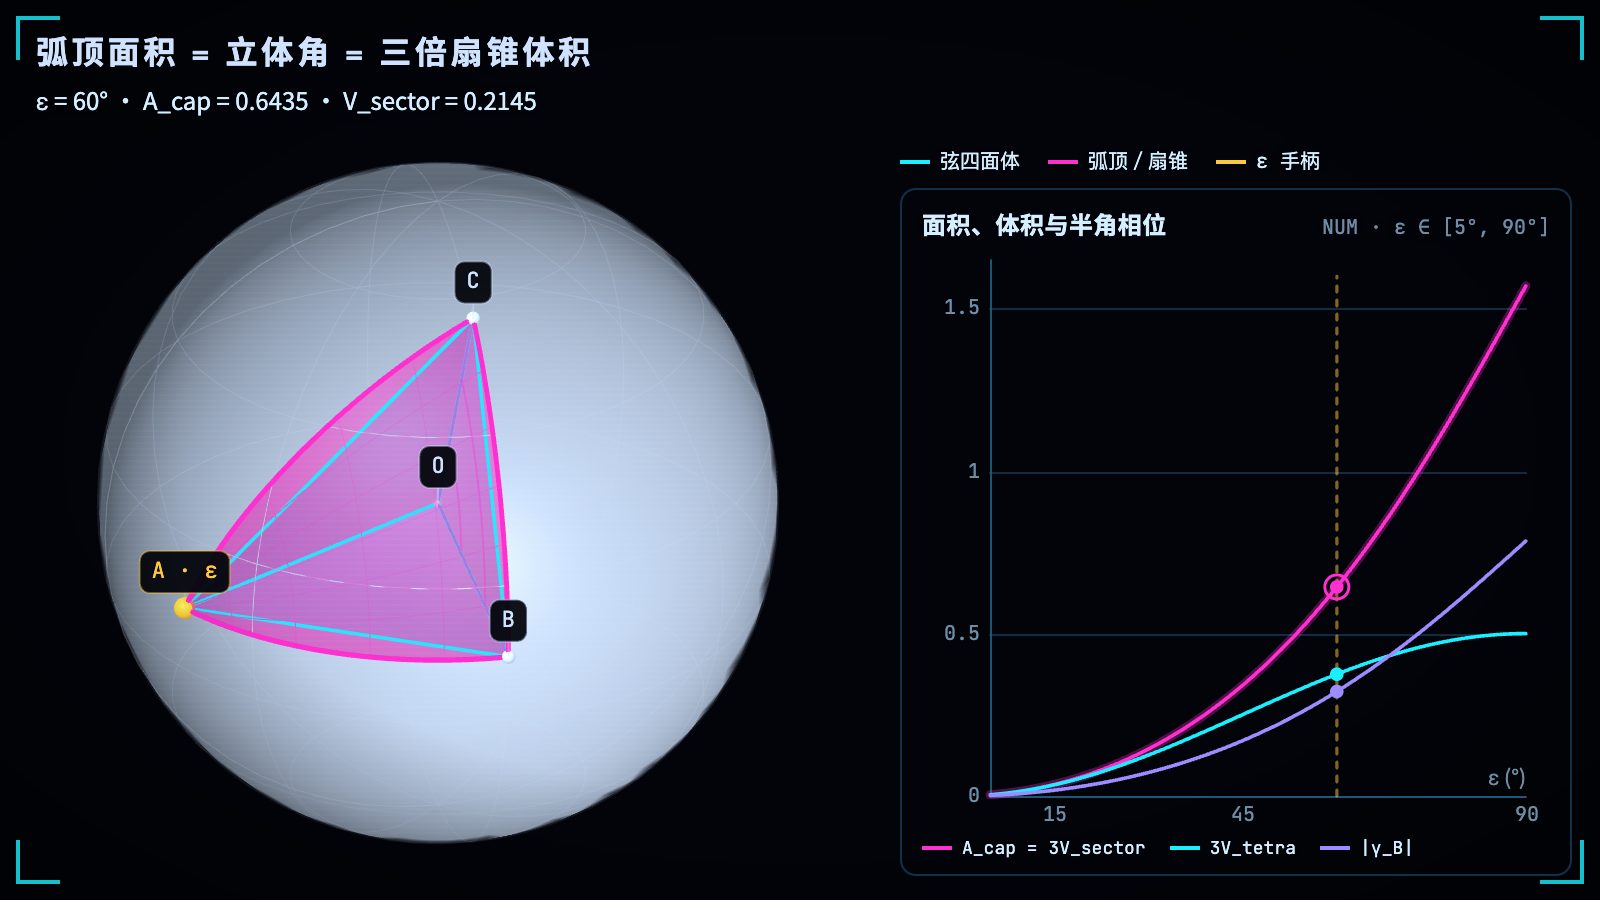 弧顶面积 = 立体角 = 三倍扇锥体积
ε = 60° · A_cap = 0.6435 · V_sector = 0.2145
弦四面体
弧顶 / 扇锥
ε 手柄
C
O
A · ε
B
面积、体积与半角相位
NUM · ε ∈ [5°, 90°]
1.5
1
0.5
0
15
45
90
ε (°)
A_cap = 3V_sector
3V_tetra
|γ_B|